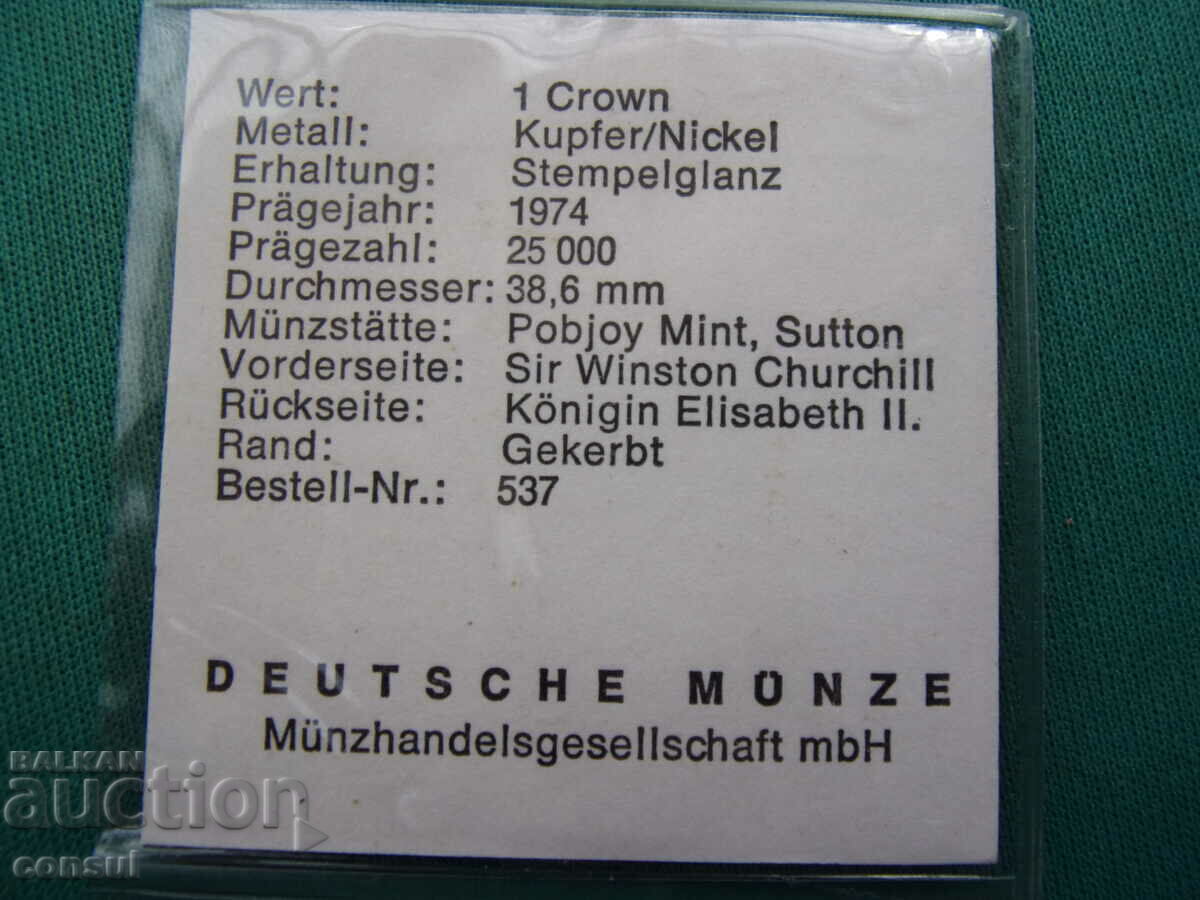 Wert: 1 Crown
Metall: Kupfer/Nickel
Erhaltung: Stempelglanz
Prägejahr: 1974
Prägezahl: 25 000
Durchmesser: 38,6 mm
Münzstätte: Pobjoy Mint, Sutton
Vorderseite: Sir Winston Churchill
Rückseite: Königin Elisabeth II.
Rand: Gekerbt
Bestell-Nr.: 537
DEUTSCHE MÜNZE
Münzhandelsgesellschaft mbH
BALKAN
auction
consul